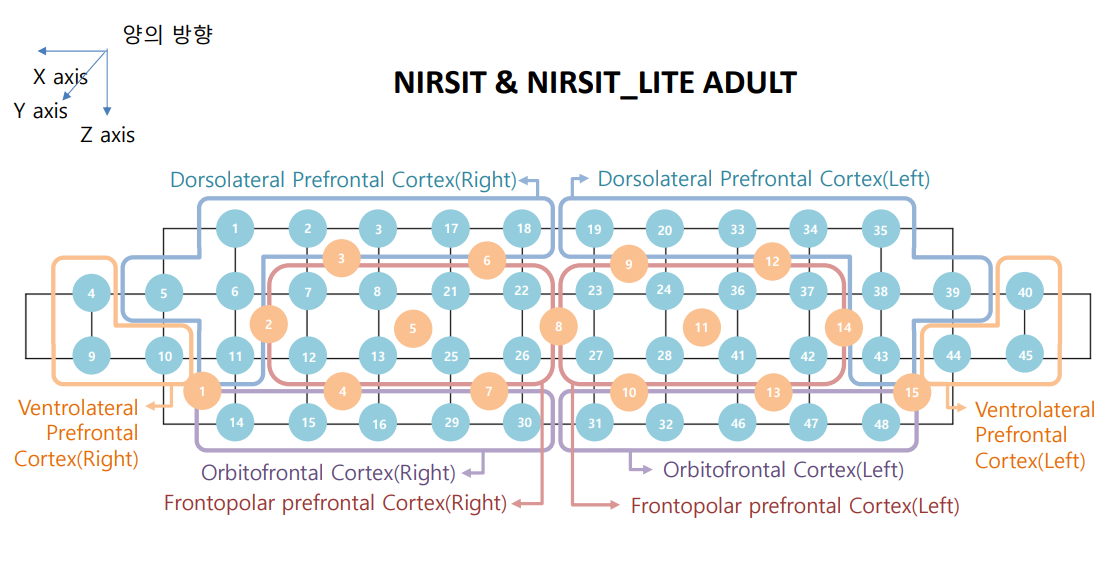 양의 방향
X axis
Y axis
Z axis
NIRSIT & NIRSIT_LITE ADULT
Dorsolateral Prefrontal Cortex(Right)
Dorsolateral Prefrontal Cortex(Left)
1 2 3 17 18 19 20 33 34 35
3 6 9 12
4 5 6 7 8 21 22 23 24 36 37 38 39 40
2 5 8 11 14
9 10 11 12 13 25 26 27 28 41 42 43 44 45
1 4 7 10 13 15
14 15 16 29 30 31 32 46 47 48
Ventrolateral
Prefrontal
Cortex(Right)
Ventrolateral
Prefrontal
Cortex(Left)
Orbitofrontal Cortex(Right)
Orbitofrontal Cortex(Left)
Frontopolar prefrontal Cortex(Right)
Frontopolar prefrontal Cortex(Left)